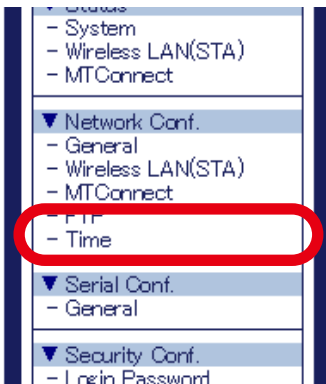 ▼ Status
- System
- Wireless LAN(STA)
- MTConnect
▼ Network Conf.
- General
- Wireless LAN(STA)
- MTConnect
- FTP
- Time
▼ Serial Conf.
- General
▼ Security Conf.
- Login Password